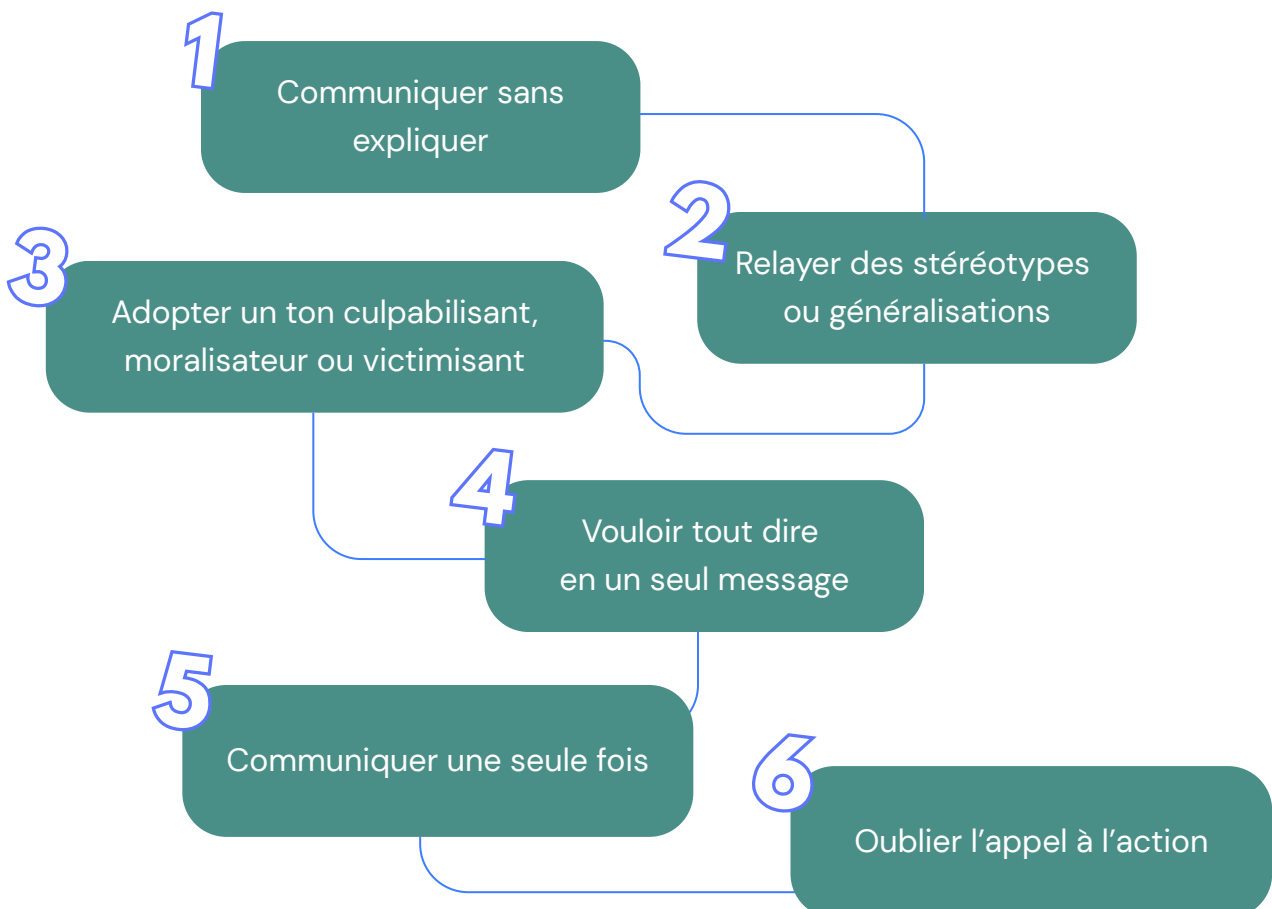 1
Communiquer sans
expliquer
2
Relayer des stéréotypes
ou généralisations
3
Adopter un ton culpabilisant,
moralisateur ou victimisant
4
Vouloir tout dire
en un seul message
5
Communiquer une seule fois
6
Oublier l’appel à l’action